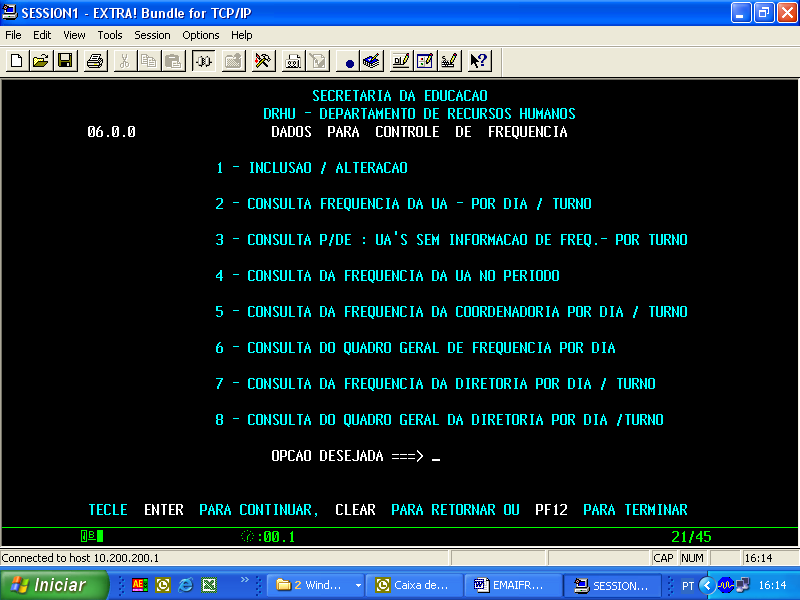 SESSION1 - EXTRA! Bundle for TCP/IP
File Edit View Tools Session Options Help
SECRETARIA DA EDUCACAO
DRHU - DEPARTAMENTO DE RECURSOS HUMANOS
06.0.0 DADOS PARA CONTROLE DE FREQUENCIA
1 - INCLUSAO / ALTERACAO
2 - CONSULTA FREQUENCIA DA UA - POR DIA / TURNO
3 - CONSULTA P/DE : UA'S SEM INFORMACAO DE FREQ.- POR TURNO
4 - CONSULTA DA FREQUENCIA DA UA NO PERIODO
5 - CONSULTA DA FREQUENCIA DA COORDENADORIA POR DIA / TURNO
6 - CONSULTA DO QUADRO GERAL DE FREQUENCIA POR DIA
7 - CONSULTA DA FREQUENCIA DA DIRETORIA POR DIA / TURNO
8 - CONSULTA DO QUADRO GERAL DA DIRETORIA POR DIA /TURNO
OPCAO DESEJADA ===> _
TECLE ENTER PARA CONTINUAR, CLEAR PARA RETORNAR OU PF12 PARA TERMINAR
B :00.1 21/45
Connected to host 10.200.200.1 CAP NUM 16:14
Iniciar AE » 2 Wind... Caixa de... EMAIFR... SESSION... PT 16:14